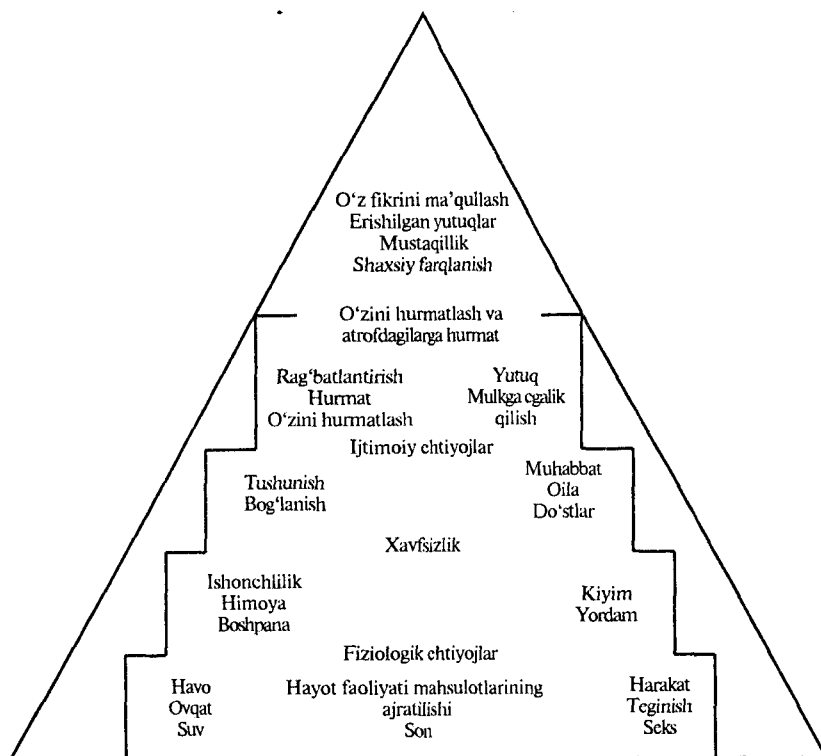 O‘z fikrini ma’qullash
Erishilgan yutuqlar
Mustaqillik
Shaxsiy farqlanish
O‘zini hurmatlash va
atrofdagilarga hurmat
Rag‘batlantirish
Hurmat
O‘zini hurmatlash
Yutuq
Mulkga egalik
qilish
Ijtimoiy ehtiyojlar
Tushunish
Bog‘lanish
Muhabbat
Oila
Do‘stlar
Xavfsizlik
Ishonchlilik
Himoya
Boshpana
Kiyim
Yordam
Fiziologik ehtiyojlar
Havo
Ovqat
Suv
Hayot faoliyati mahsulotlarining
ajratilishi
Son
Harakat
Teginish
Seks